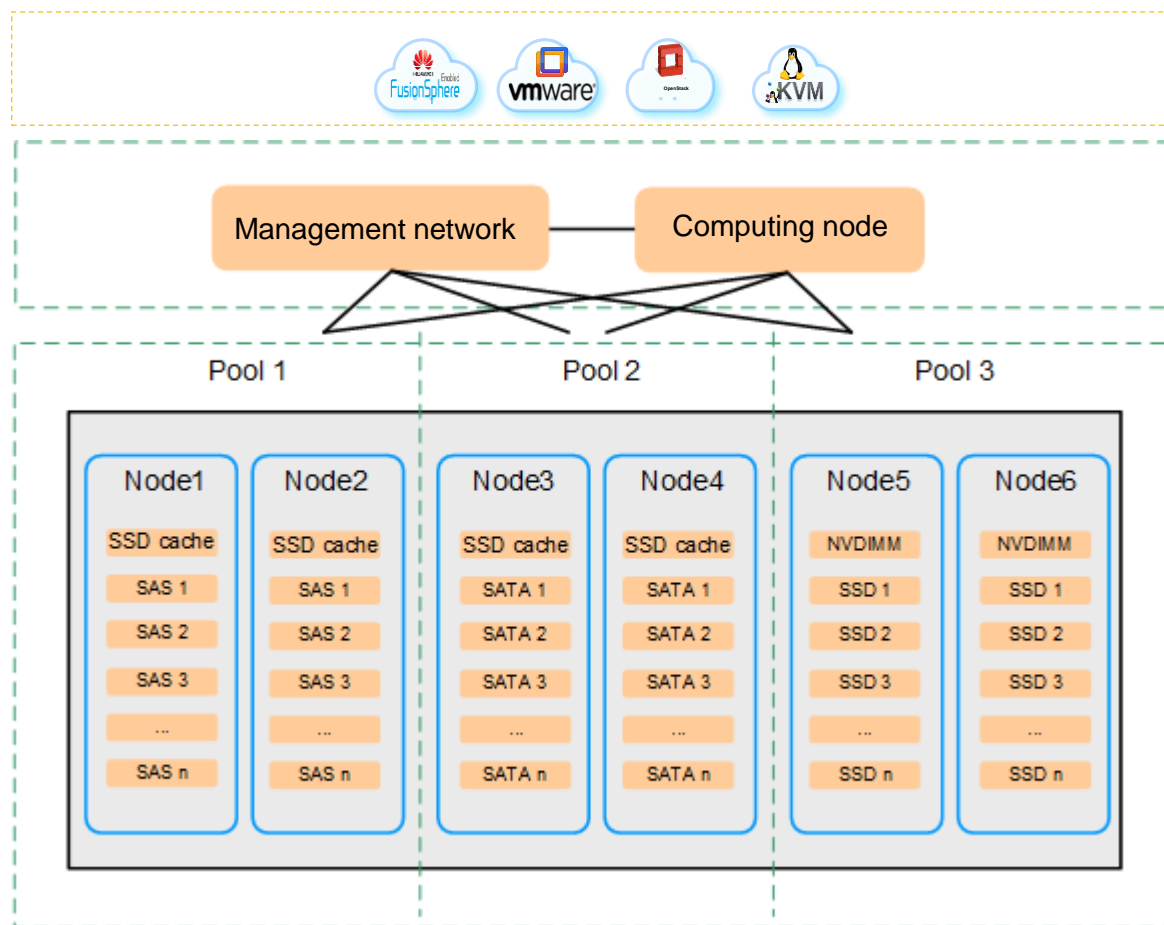 HUAWEI
Enabled
FusionSphere
vmware
OpenStack
KVM
Management network
Computing node
Pool 1
Pool 2
Pool 3
Node1
Node2
Node3
Node4
Node5
Node6
SSD cache
SSD cache
SSD cache
SSD cache
NVDIMM
NVDIMM
SAS 1
SAS 1
SATA 1
SATA 1
SSD 1
SSD 1
SAS 2
SAS 2
SATA 2
SATA 2
SSD 2
SSD 2
SAS 3
SAS 3
SATA 3
SATA 3
SSD 3
SSD 3
...
...
...
...
...
...
SAS n
SAS n
SATA n
SATA n
SSD n
SSD n